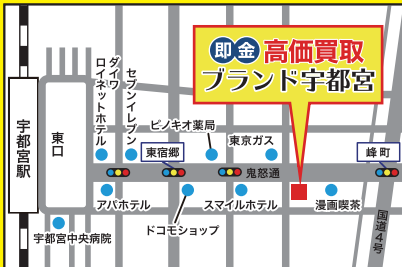 即金 高価買取
ブランド宇都宮
ダイワ
ロイネットホテル
セブンイレブン
ピノキオ薬局
東京ガス
宇都宮駅
東口
東宿郷
鬼怒通
峰町
アパホテル
スマイルホテル
漫画喫茶
ドコモショップ
宇都宮中央病院
国道4号